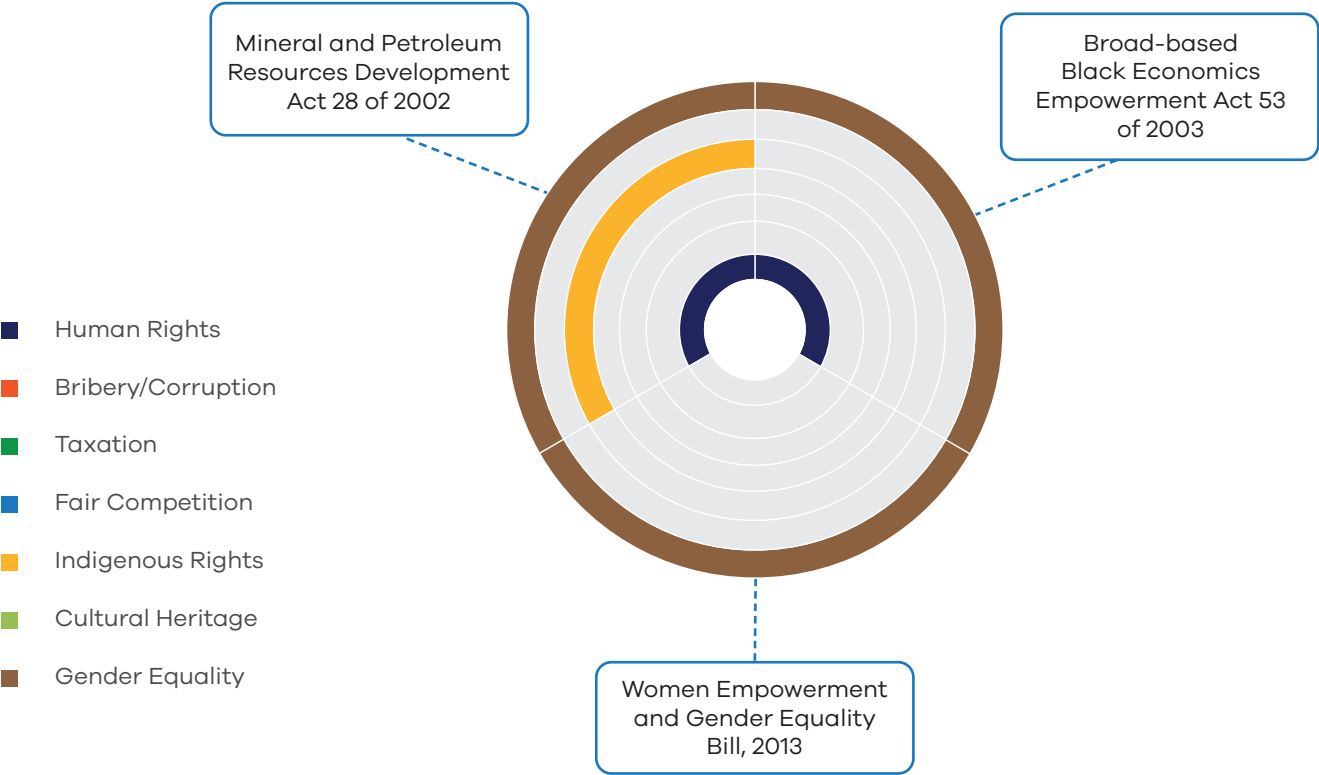 Mineral and Petroleum
Resources Development
Act 28 of 2002
Broad-based
Black Economics
Empowerment Act 53
of 2003
Human Rights
Bribery/Corruption
Taxation
Fair Competition
Indigenous Rights
Cultural Heritage
Gender Equality
Women Empowerment
and Gender Equality
Bill, 2013